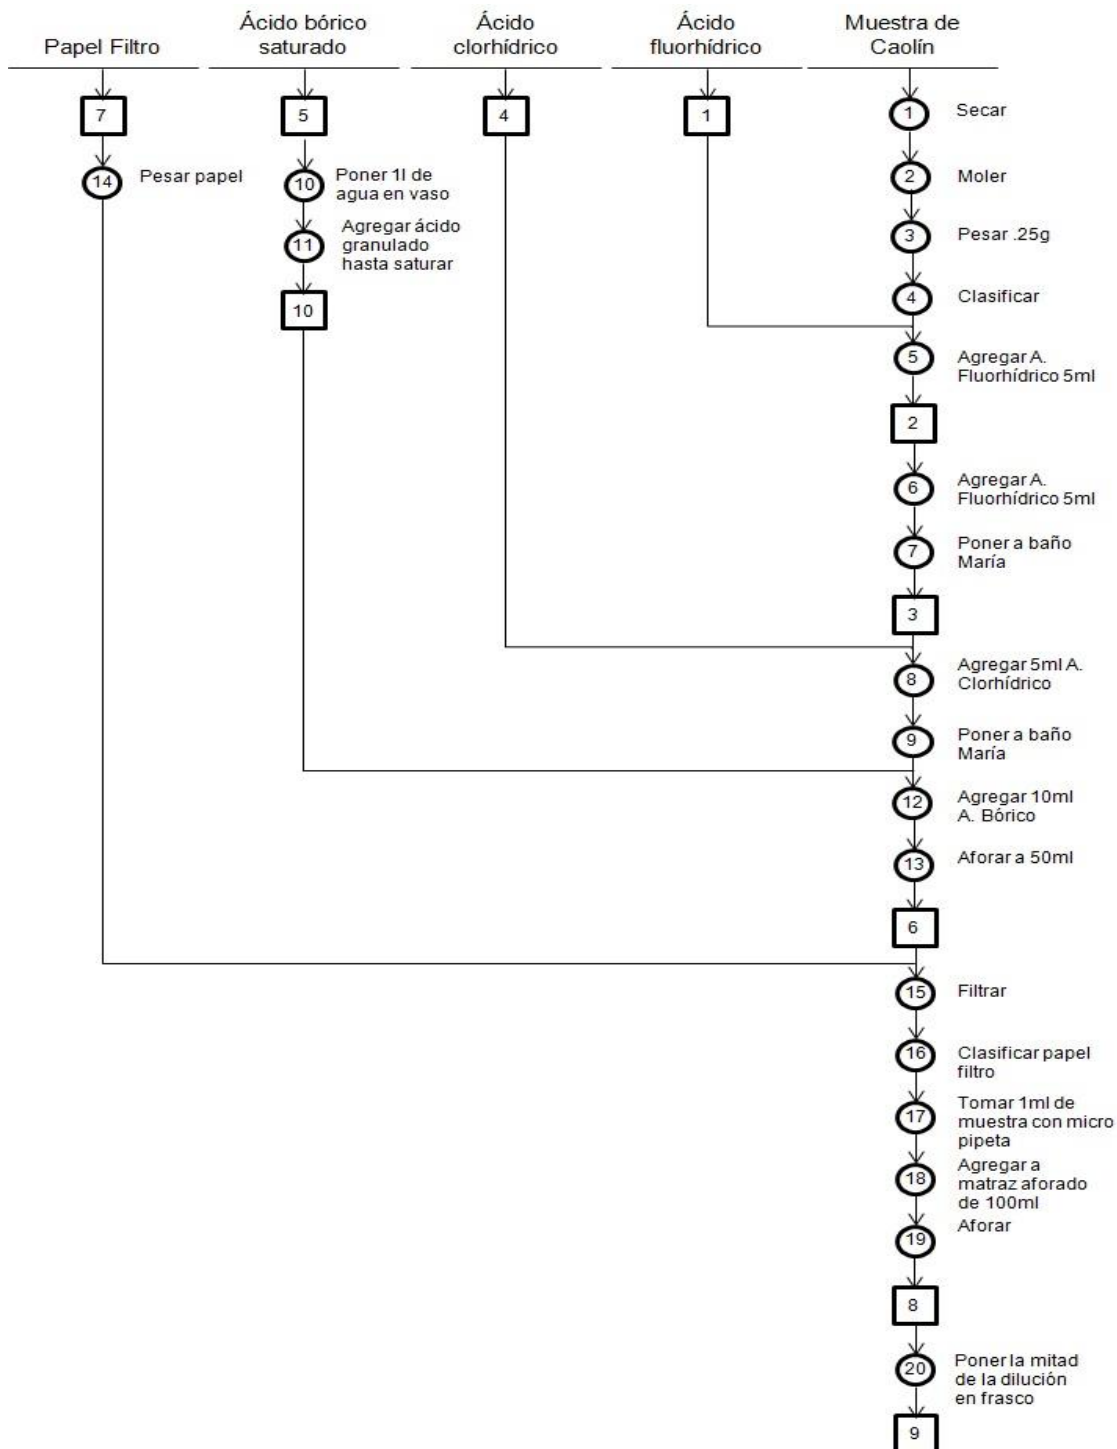 Papel Filtro
Ácido bórico
saturado
Ácido
clorhídrico
Ácido
fluorhídrico
Muestra de
Caolín
7
5
4
1
1
Secar
14
Pesar papel
10
Poner 1l de
agua en vaso
2
Moler
11
Agregar ácido
granulado
hasta saturar
3
Pesar .25g
10
4
Clasificar
5
Agregar A.
Fluorhídrico 5ml
2
6
Agregar A.
Fluorhídrico 5ml
7
Poner a baño
María
3
8
Agregar 5ml A.
Clorhídrico
9
Poner a baño
María
12
Agregar 10ml
A. Bórico
13
Aforar a 50ml
6
15
Filtrar
16
Clasificar papel
filtro
17
Tomar 1ml de
muestra con micro
pipeta
18
Agregar a
matraz aforado
de 100ml
19
Aforar
8
20
Poner la mitad
de la dilución
en frasco
9